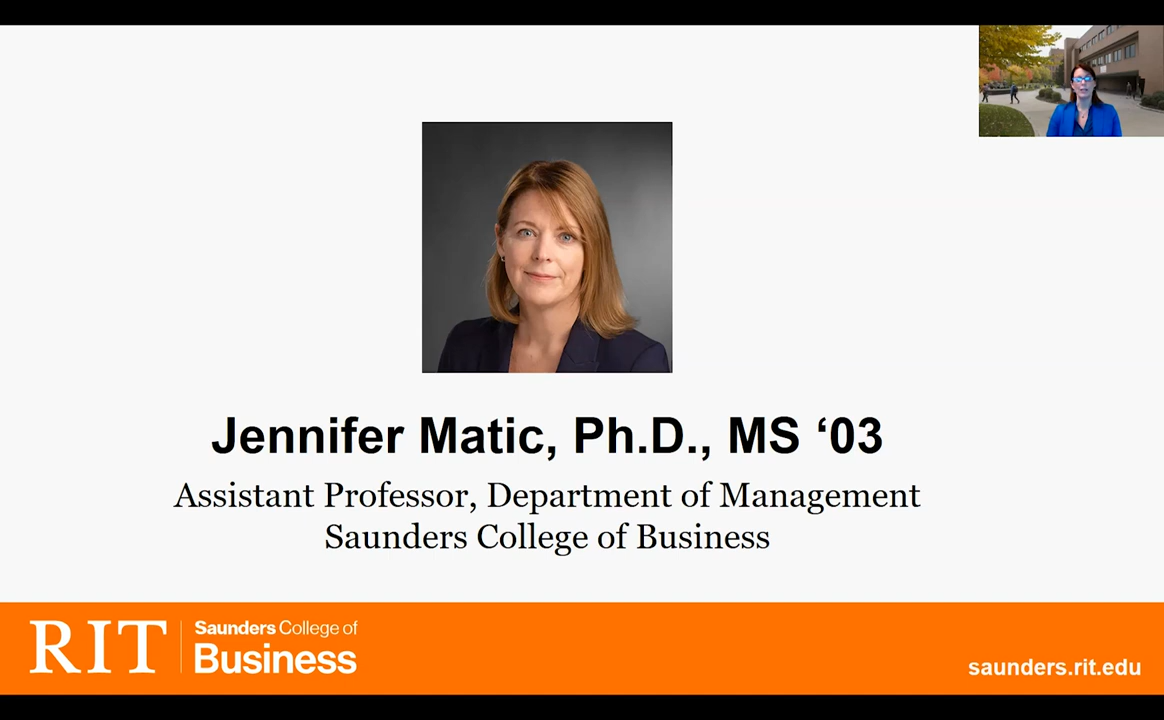 Jennifer Matic, Ph.D., MS ‘03
Assistant Professor, Department of Management
Saunders College of Business
RIT
Saunders College of
Business
saunders.rit.edu